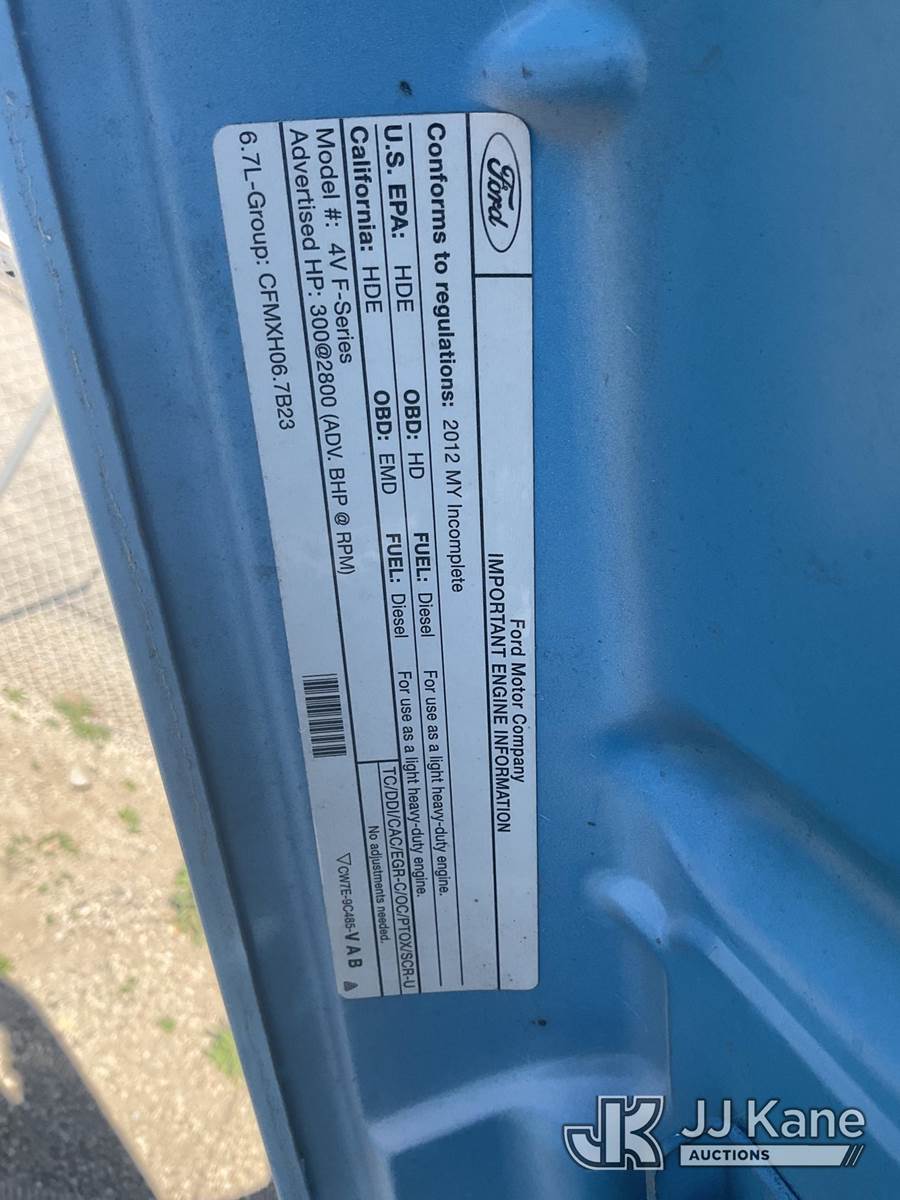 Ford
Ford Motor Company
IMPORTANT ENGINE INFORMATION
Conforms to regulations: 2012 MY Incomplete
U.S. EPA: HDE OBD: HD FUEL: Diesel For use as a light heavy-duty engine.
California: HDE OBD: EMD FUEL: Diesel For use as a light heavy-duty engine.
Model #: 4V F-Series
TC/DDI/CAC/EGR-C/OC/PTOX/SCR-U
Advertised HP: 300@2800 (ADV. BHP @ RPM)
No adjustments needed.
6.7L-Group: CFMXH06.7B23
CW7E-9C485-V A B
JK JJ Kane
AUCTIONS